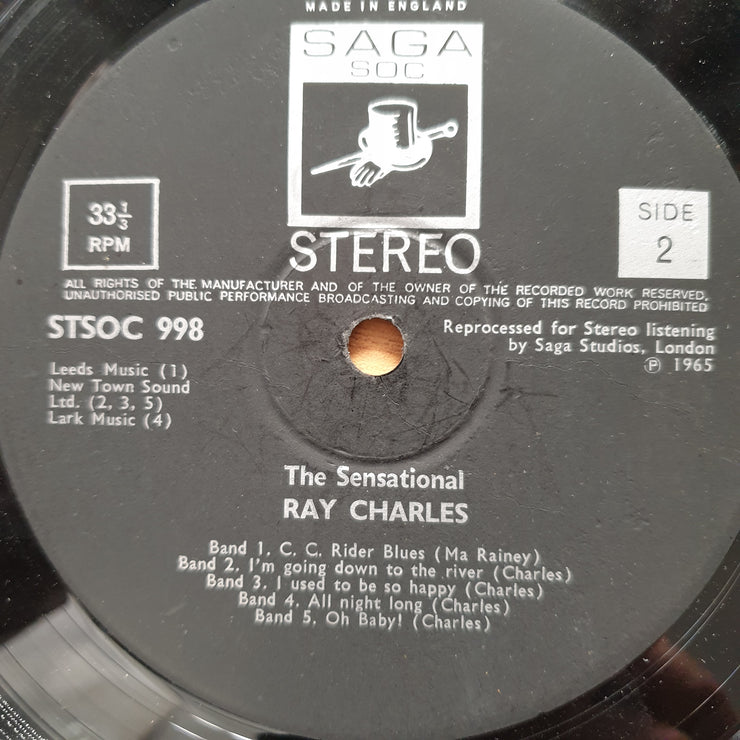 MADE IN ENGLAND
SAGA
SOC
33⅓
RPM
SIDE
2
STEREO
ALL RIGHTS OF THE MANUFACTURER AND OF THE OWNER OF THE RECORDED WORK RESERVED.
UNAUTHORISED PUBLIC PERFORMANCE BROADCASTING AND COPYING OF THIS RECORD PROHIBITED
STSOC 998
Reprocessed for Stereo listening
by Saga Studios, London
℗ 1965
Leeds Music (1)
New Town Sound
Ltd. (2, 3, 5)
Lark Music (4)
The Sensational
RAY CHARLES
Band 1. C. C. Rider Blues (Ma Rainey)
Band 2. I'm going down to the river (Charles)
Band 3. I used to be so happy (Charles)
Band 4. All night long (Charles)
Band 5. Oh Baby! (Charles)